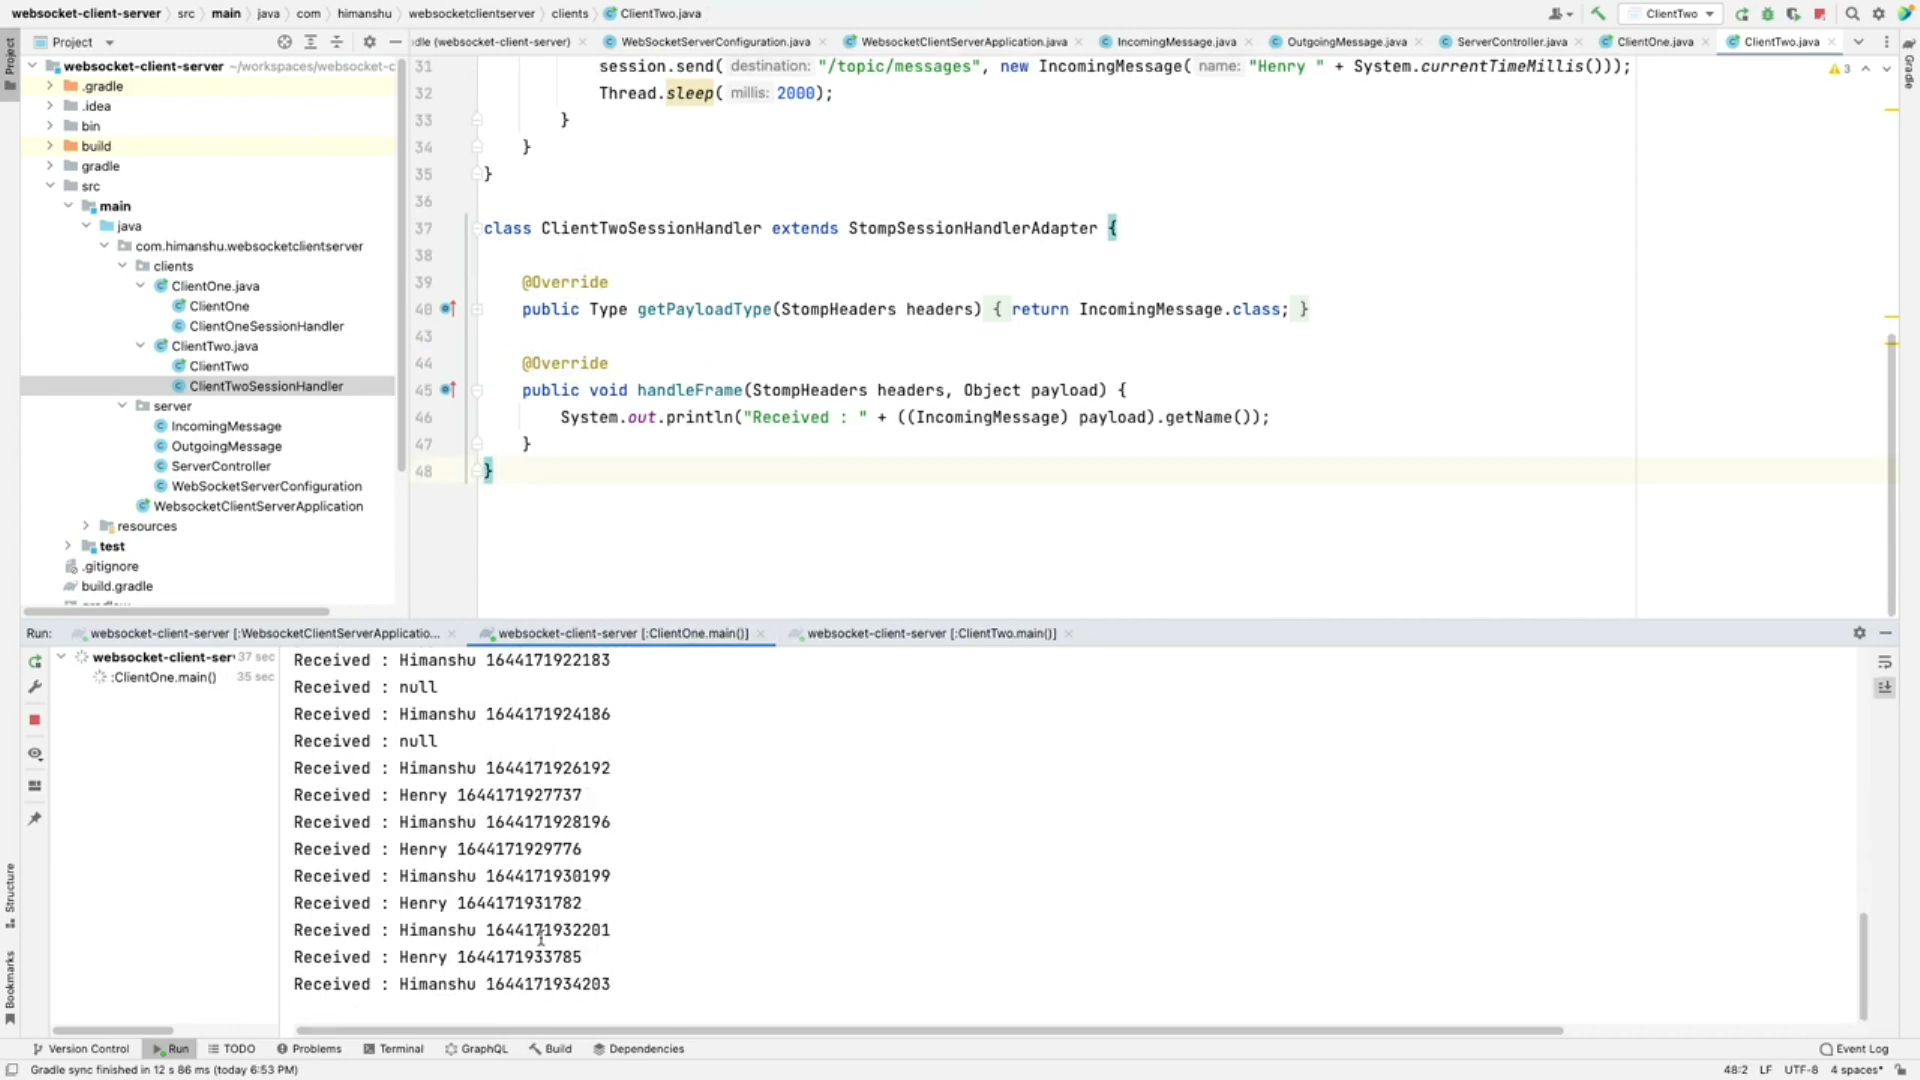 websocket-client-server src main java com himanshu websocketclientserver clients ClientTwo.java ClientTwo
Project
dle (websocket-client-server) WebSocketServerConfiguration.java WebsocketClientServerApplication.java IncomingMessage.java OutgoingMessage.java ServerController.java ClientOne.java ClientTwo.java
Project
Gradle
websocket-client-server ~/workspaces/websocket-c
.gradle
.idea
bin
build
gradle
src
main
java
com.himanshu.websocketclientserver
clients
ClientOne.java
ClientOne
ClientOneSessionHandler
ClientTwo.java
ClientTwo
ClientTwoSessionHandler
server
IncomingMessage
OutgoingMessage
ServerController
WebSocketServerConfiguration
WebsocketClientServerApplication
resources
test
.gitignore
build.gradle
3
31 session.send( destination: "/topic/messages", new IncomingMessage( name: "Henry " + System.currentTimeMillis()));
32 Thread.sleep( millis: 2000);
33 }
34 }
35 }
36
37 class ClientTwoSessionHandler extends StompSessionHandlerAdapter {
38
39 @Override
40 public Type getPayloadType(StompHeaders headers) { return IncomingMessage.class; }
43
44 @Override
45 public void handleFrame(StompHeaders headers, Object payload) {
46 System.out.println("Received : " + ((IncomingMessage) payload).getName());
47 }
48 }
Run: websocket-client-server [:WebsocketClientServerApplicatio... websocket-client-server [:ClientOne.main()] websocket-client-server [:ClientTwo.main()]
websocket-client-ser 37 sec
:ClientOne.main() 35 sec
Received : Himanshu 1644171922183
Received : null
Received : Himanshu 1644171924186
Received : null
Received : Himanshu 1644171926192
Received : Henry 1644171927737
Received : Himanshu 1644171928196
Received : Henry 1644171929776
Received : Himanshu 1644171930199
Received : Henry 1644171931782
Received : Himanshu 1644171932201
Received : Henry 1644171933785
Received : Himanshu 1644171934203
Structure
Bookmarks
Version Control Run TODO Problems Terminal GraphQL Build Dependencies Event Log
Gradle sync finished in 12 s 86 ms (today 6:53 PM) 48:2 LF UTF-8 4 spaces*